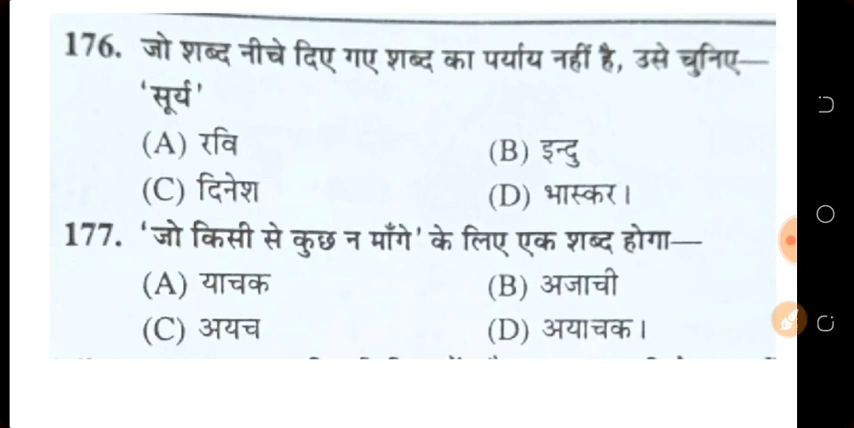 176. जो शब्द नीचे दिए गए शब्द का पर्याय नहीं है, उसे चुनिए—
'सूर्य'
(A) रवि (B) इन्दु
(C) दिनेश (D) भास्कर।
177. 'जो किसी से कुछ न माँगे' के लिए एक शब्द होगा—
(A) याचक (B) अजाची
(C) अयच (D) अयाचक।